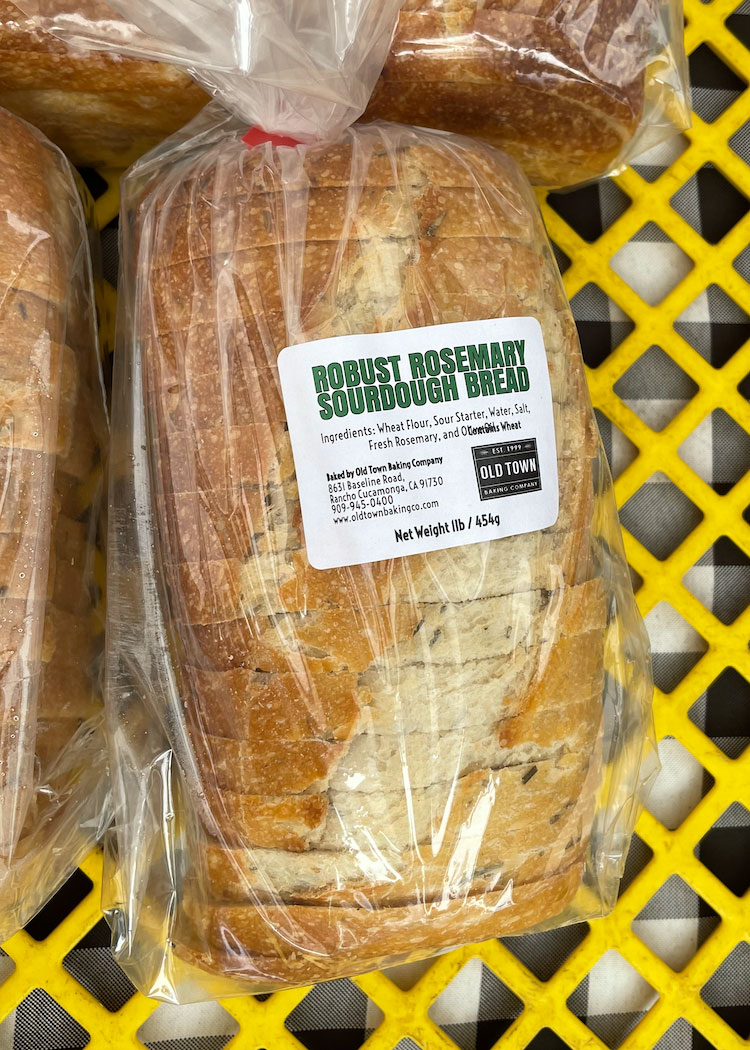 ROBUST ROSEMARY
SOURDOUGH BREAD
Ingredients: Wheat Flour, Sour Starter, Water, Salt,
Fresh Rosemary, and Olive Oil
Contains Wheat
Baked by Old Town Baking Company
8631 Baseline Road,
Rancho Cucamonga, CA 91730
909-945-0400
www.oldtownbakingco.com
EST. 1999
OLD TOWN
BAKING COMPANY
Net Weight 1lb / 454g